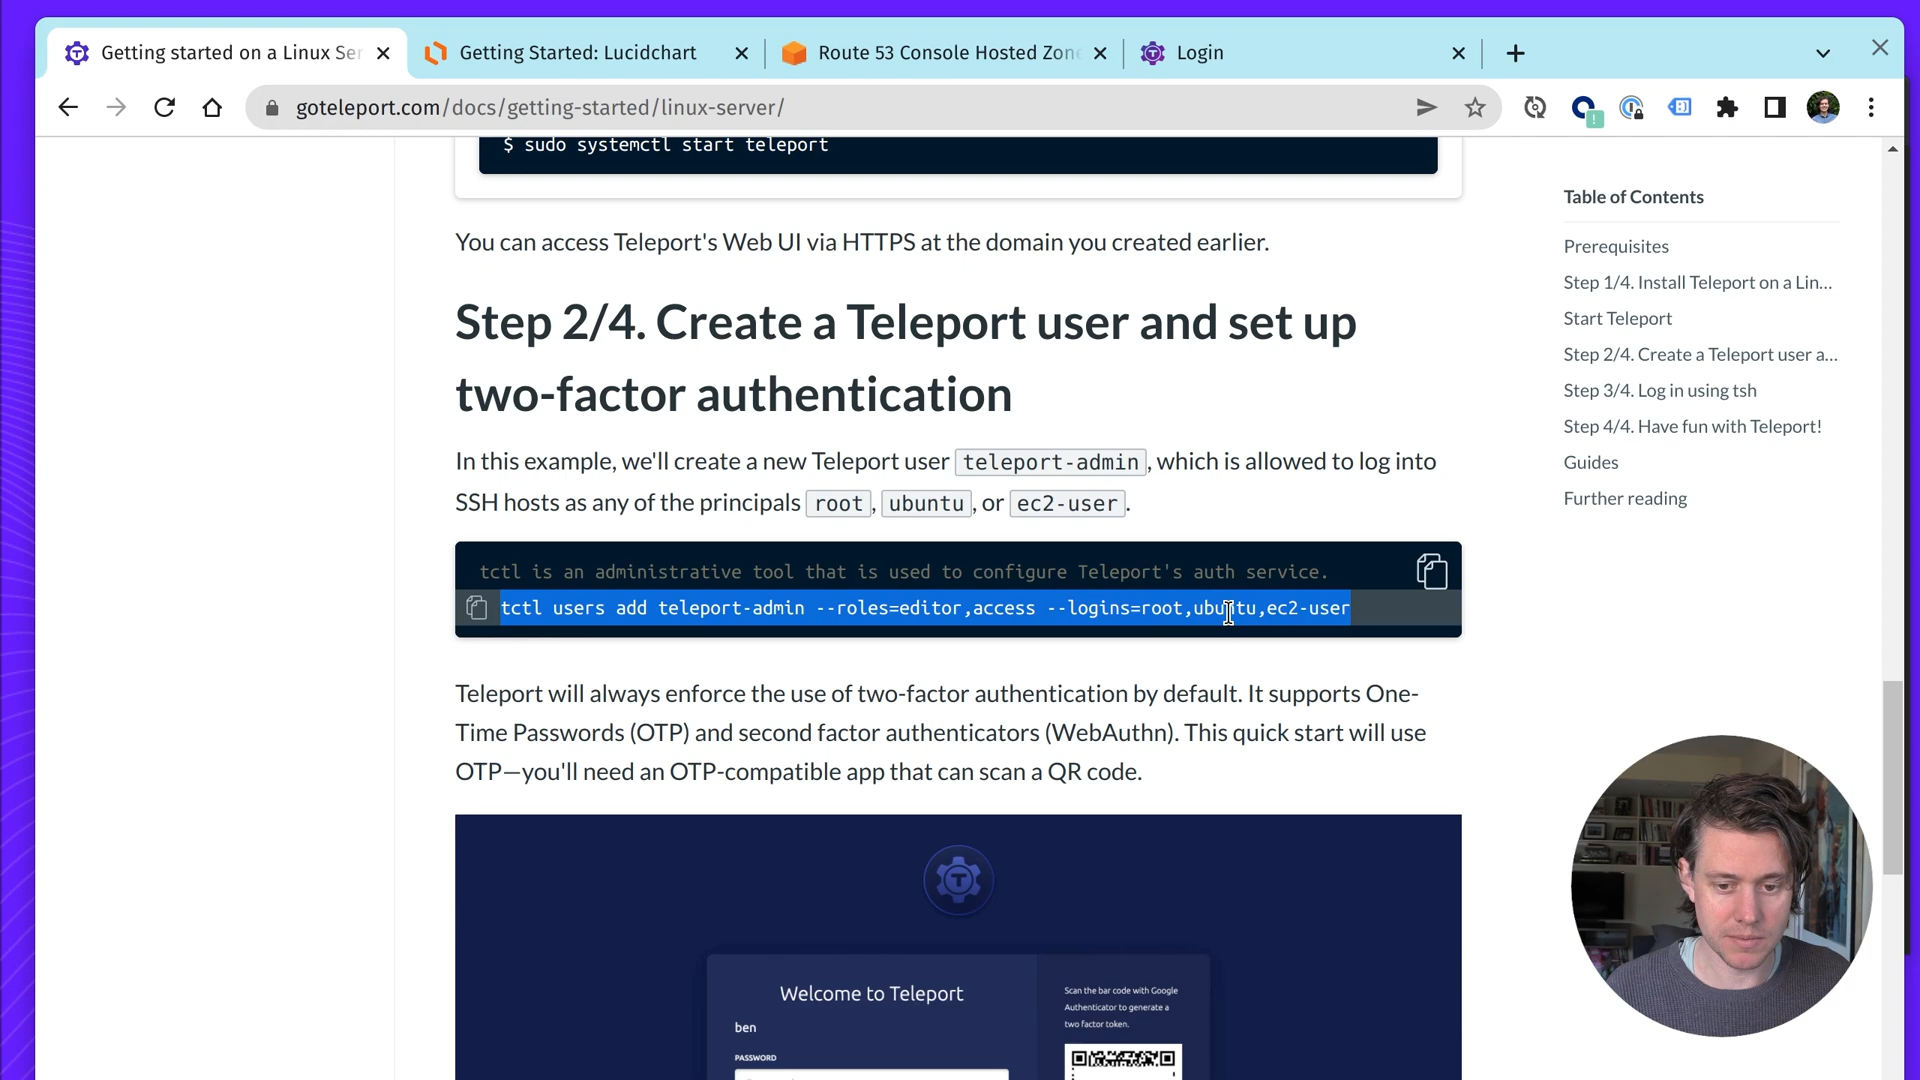 Getting started on a Linux Ser
Getting Started: Lucidchart
Route 53 Console Hosted Zon
Login
goteleport.com/docs/getting-started/linux-server/
$ sudo systemctl start teleport
You can access Teleport's Web UI via HTTPS at the domain you created earlier.
Step 2/4. Create a Teleport user and set up
two-factor authentication
In this example, we'll create a new Teleport user teleport-admin, which is allowed to log into
SSH hosts as any of the principals root, ubuntu, or ec2-user.
tctl is an administrative tool that is used to configure Teleport's auth service.
tctl users add teleport-admin --roles=editor,access --logins=root,ubuntu,ec2-user
Teleport will always enforce the use of two-factor authentication by default. It supports One-
Time Passwords (OTP) and second factor authenticators (WebAuthn). This quick start will use
OTP—you'll need an OTP-compatible app that can scan a QR code.
Welcome to Teleport
ben
PASSWORD
Scan the bar code with Google
Authenticator to generate a
two factor token.
Table of Contents
Prerequisites
Step 1/4. Install Teleport on a Lin...
Start Teleport
Step 2/4. Create a Teleport user a...
Step 3/4. Log in using tsh
Step 4/4. Have fun with Teleport!
Guides
Further reading